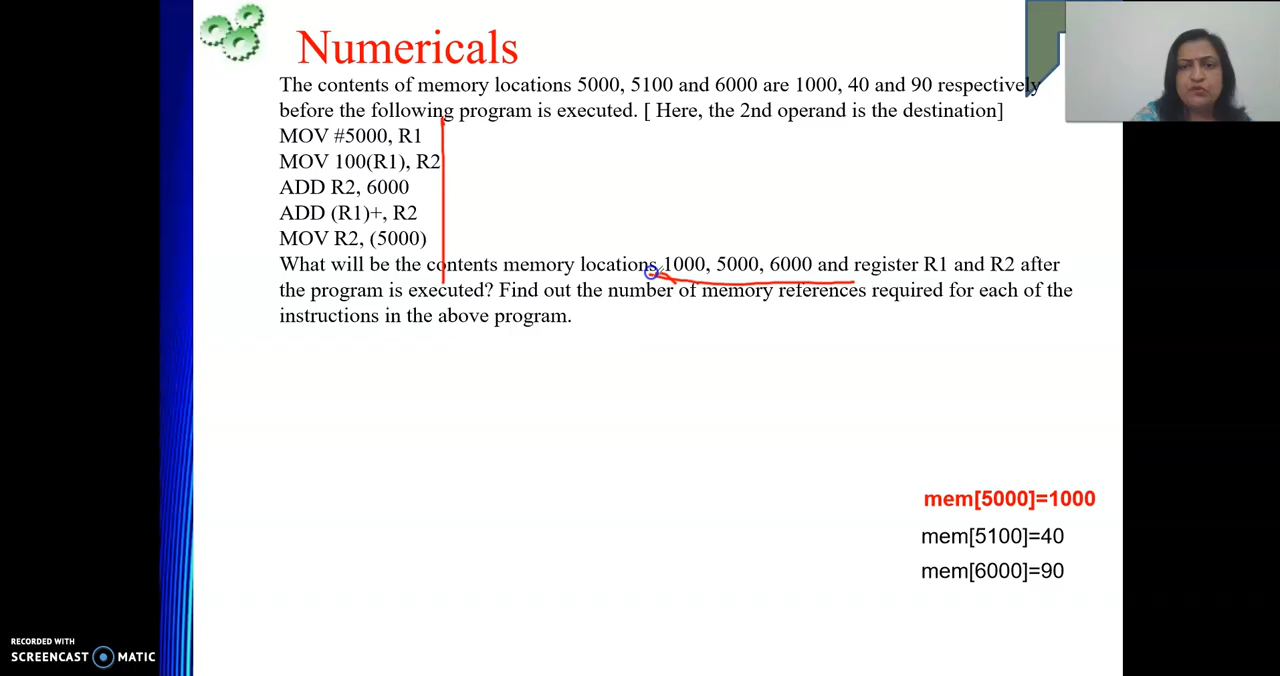 Numericals
The contents of memory locations 5000, 5100 and 6000 are 1000, 40 and 90 respectively
before the following program is executed. [ Here, the 2nd operand is the destination]
MOV #5000, R1
MOV 100(R1), R2
ADD R2, 6000
ADD (R1)+, R2
MOV R2, (5000)
What will be the contents memory locations 1000, 5000, 6000 and register R1 and R2 after
the program is executed? Find out the number of memory references required for each of the
instructions in the above program.
mem[5000]=1000
mem[5100]=40
mem[6000]=90
RECORDED WITH
SCREENCAST MATIC